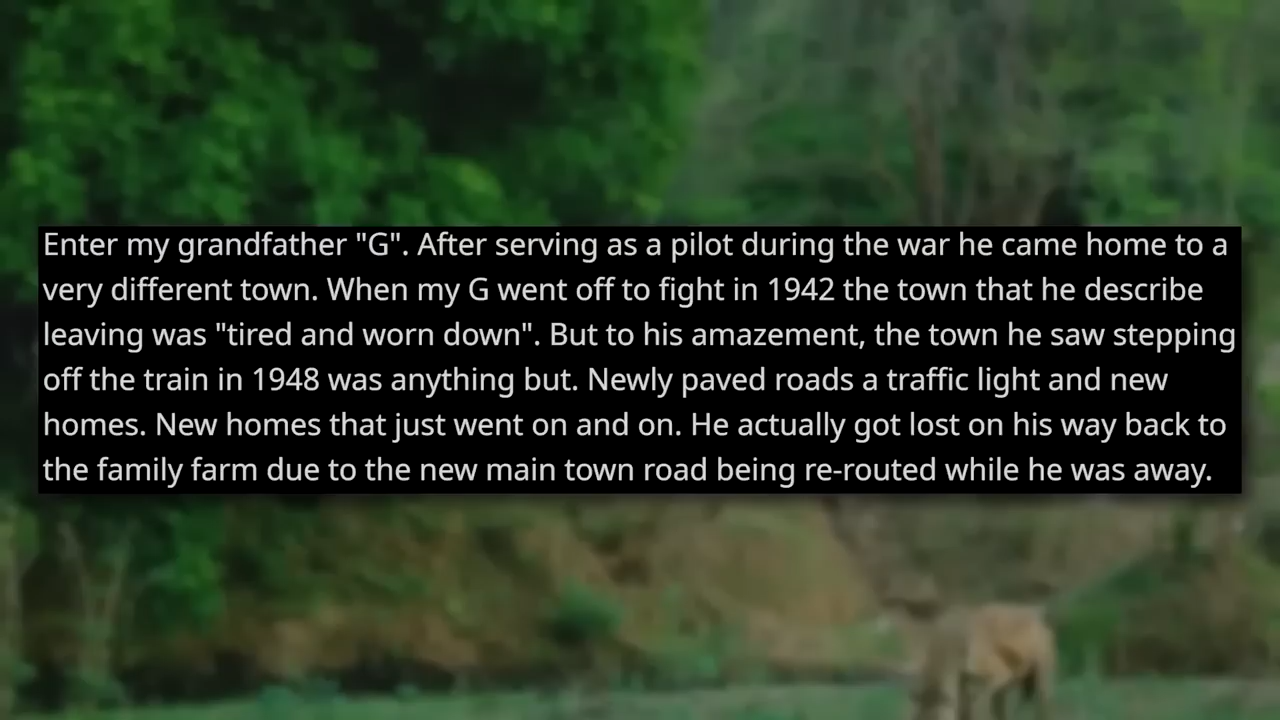 Enter my grandfather "G". After serving as a pilot during the war he came home to a
very different town. When my G went off to fight in 1942 the town that he describe
leaving was "tired and worn down". But to his amazement, the town he saw stepping
off the train in 1948 was anything but. Newly paved roads a traffic light and new
homes. New homes that just went on and on. He actually got lost on his way back to
the family farm due to the new main town road being re-routed while he was away.